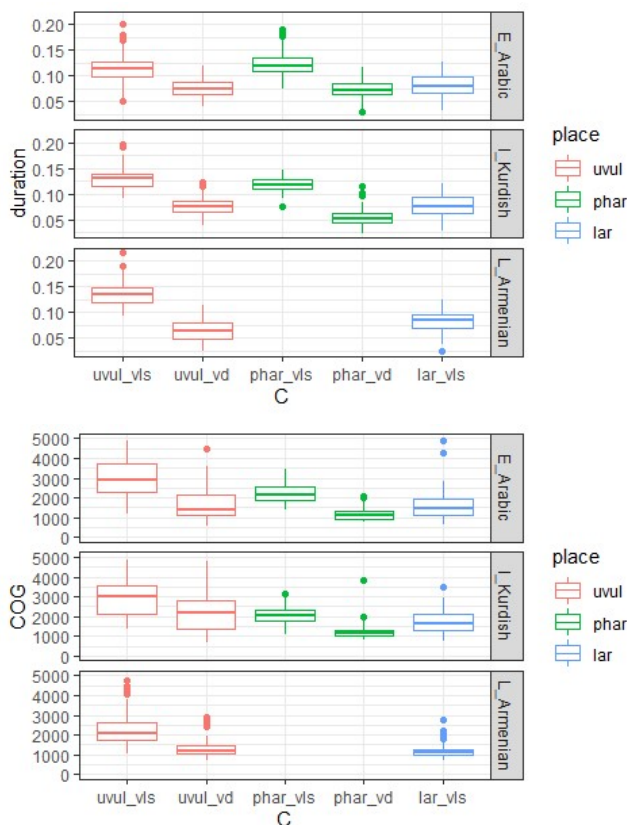 duration
0.20
0.15
0.10
0.05
E_Arabic
0.20
0.15
0.10
0.05
I_Kurdish
0.20
0.15
0.10
0.05
L_Armenian
uvul_vls uvul_vd phar_vls phar_vd lar_vls
C
place
uvul
phar
lar
COG
5000
4000
3000
2000
1000
0
E_Arabic
5000
4000
3000
2000
1000
0
I_Kurdish
5000
4000
3000
2000
1000
0
L_Armenian
uvul_vls uvul_vd phar_vls phar_vd lar_vls
C
place
uvul
phar
lar